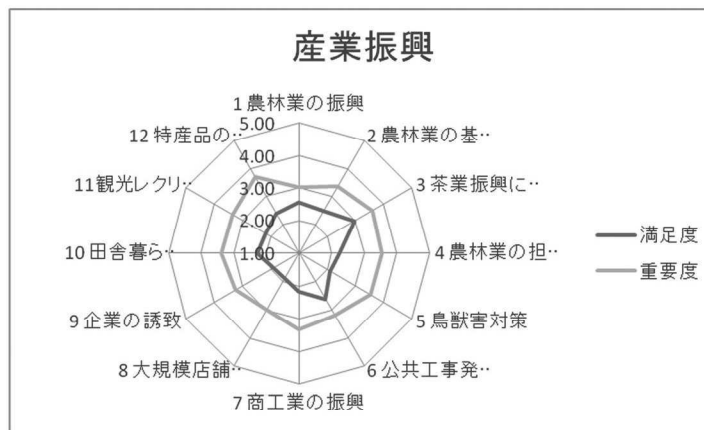 産業振興
1 農林業の振興
2 農林業の基‥
3 茶業振興に‥
4 農林業の担‥
5 鳥獣害対策
6 公共工事発‥
7 商工業の振興
8 大規模店舗‥
9 企業の誘致
10 田舎暮ら‥
11観光レクリ‥
12 特産品の‥
5.00
4.00
3.00
2.00
1.00
満足度
重要度